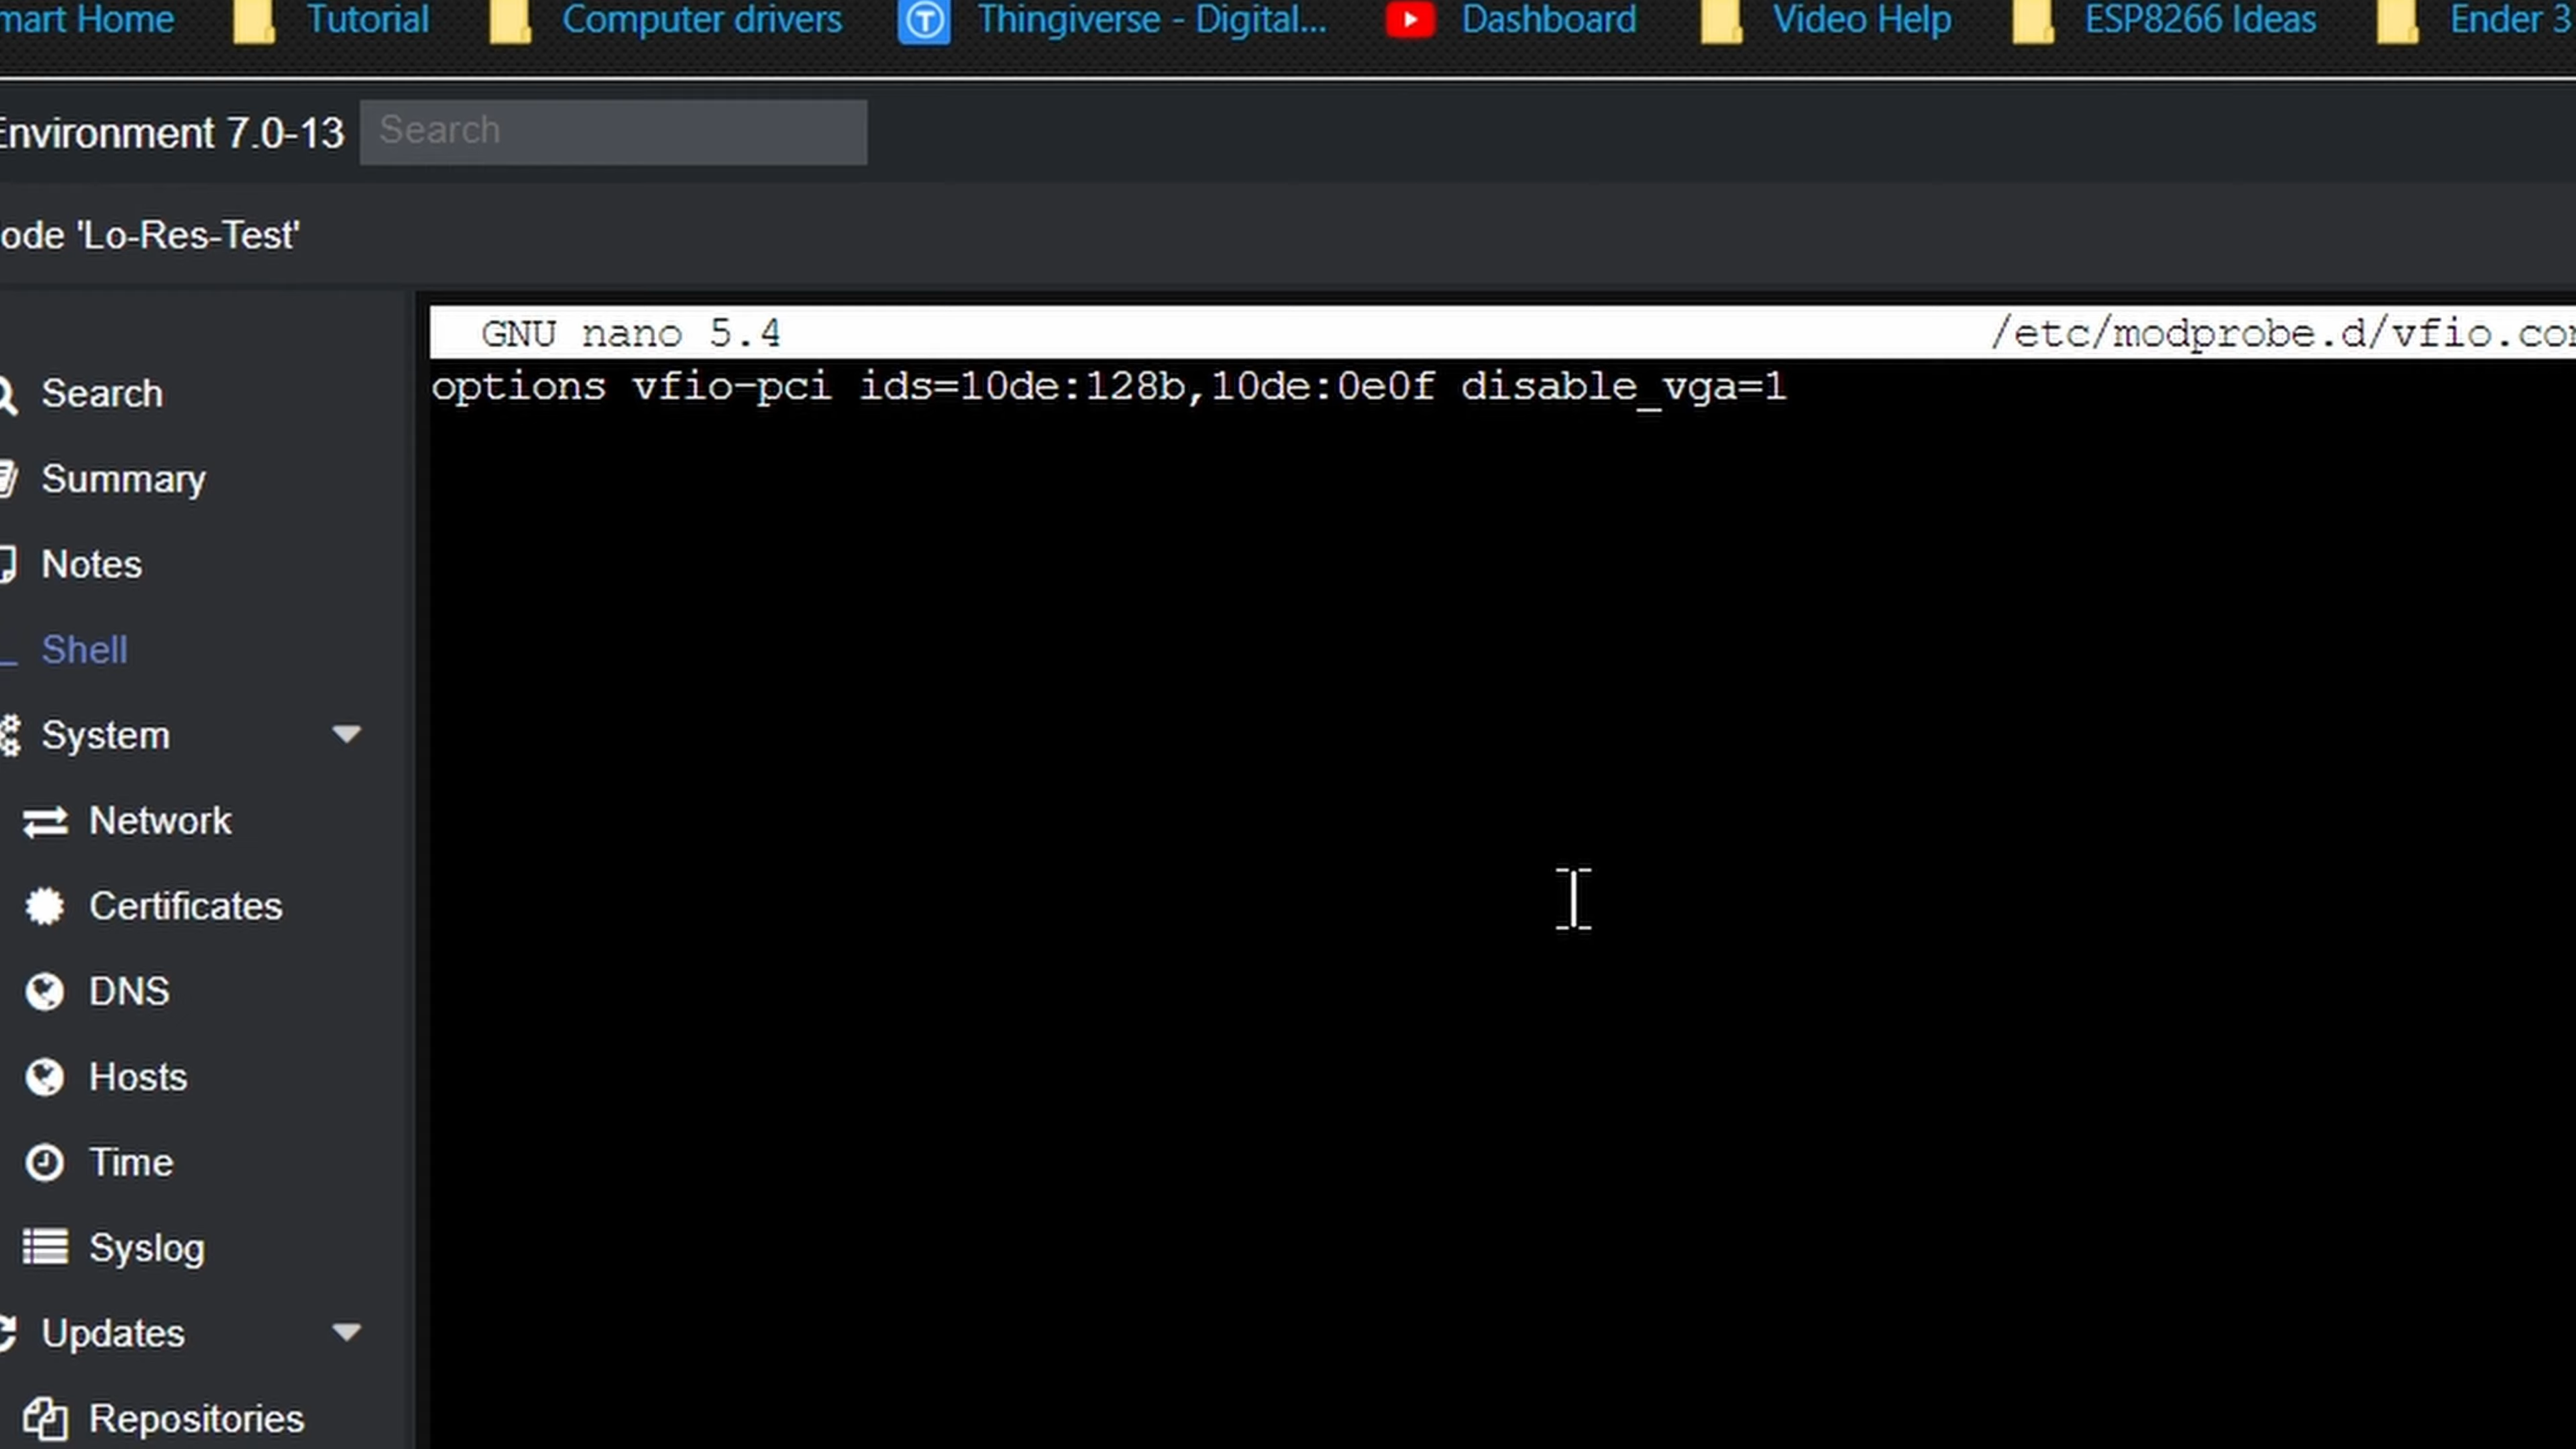 mart Home Tutorial Computer drivers Thingiverse - Digital... Dashboard Video Help ESP8266 Ideas Ender 3
Environment 7.0-13 Search
ode 'Lo-Res-Test'
GNU nano 5.4 /etc/modprobe.d/vfio.con
options vfio-pci ids=10de:128b,10de:0e0f disable_vga=1
Search
Summary
Notes
Shell
System
Network
Certificates
DNS
Hosts
Time
Syslog
Updates
Repositories